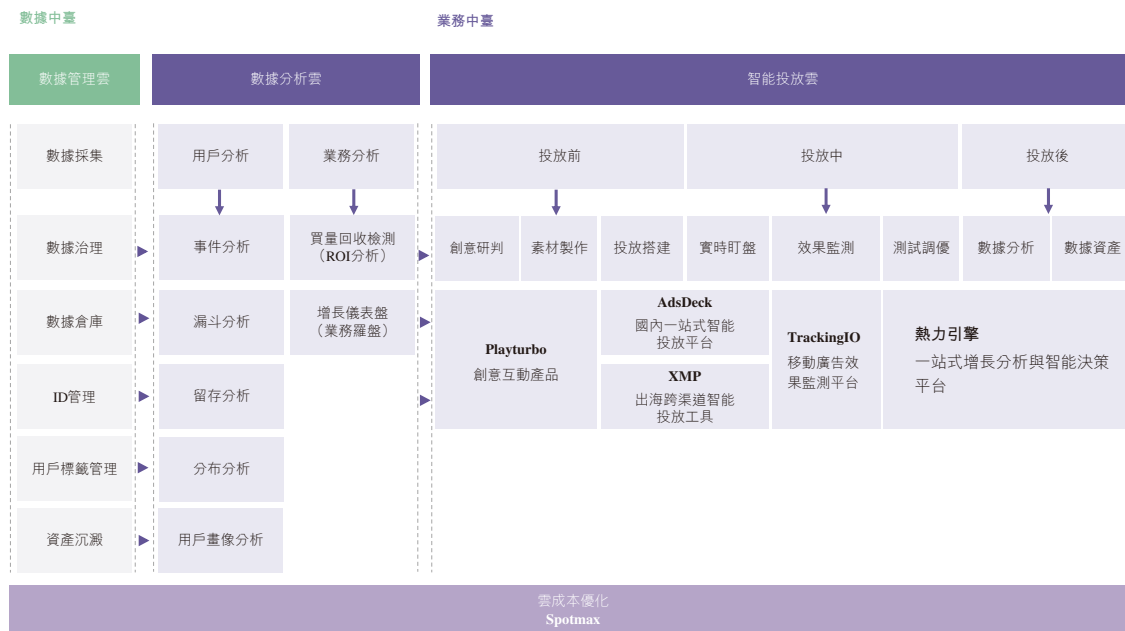 數據中臺
業務中臺
數據管理雲
數據分析雲
智能投放雲
數據採集
用戶分析
業務分析
投放前
投放中
投放後
數據治理
事件分析
買量回收檢測
（ROI分析）
創意研判
素材製作
投放搭建
實時盯盤
效果監測
測試調優
數據分析
數據資產
數據倉庫
漏斗分析
增長儀表盤
（業務羅盤）
Playturbo
創意互動產品
AdsDeck
國內一站式智能
投放平台
XMP
出海跨渠道智能
投放工具
TrackingIO
移動廣告效
果監測平台
熱力引擎
一站式增長分析與智能決策
平台
ID管理
留存分析
用戶標籤管理
分布分析
資產沉澱
用戶畫像分析
雲成本優化
Spotmax